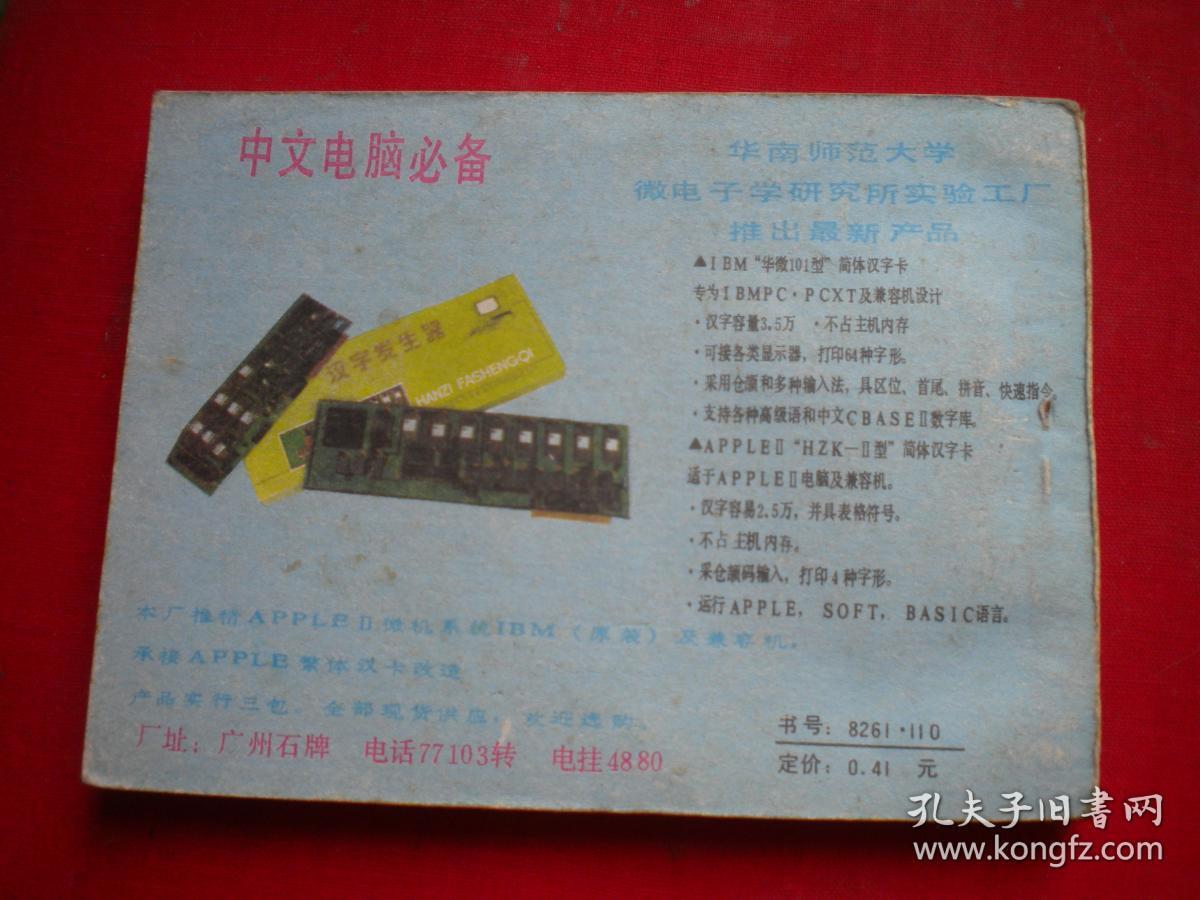 中文电脑必备
华南师范大学
微电子学研究所实验工厂
推出最新产品
▲IBM“华微101型”简体汉字卡
专为IBMPC·PCXT及兼容机设计
·汉字容量3.5万 ·不占主机内存
·可接各类显示器，打印64种字形。
·采用仓颉和多种输入法，具区位、首尾、拼音、快速指令。
·支持各种高级语和中文CBASEⅡ数字库。
▲APPLEⅡ“HZK—Ⅱ型”简体汉字卡
适于APPLEⅡ电脑及兼容机。
·汉字容易2.5万，并具表格符号。
·不占主机内存。
·采仓颉码输入，打印4种字形。
·运行APPLE，SOFT，BASIC语言。
汉字发生器
HANZI FASHENGQI
本厂推销APPLEⅡ微机系统IBM（原装）及兼容机。
承接APPLE繁体汉卡改造
产品实行三包。全部现货供应，欢迎选购。
厂址：广州石牌 电话77103转 电挂4880
书号：8261·110
定价：0.41 元
孔夫子旧书网
www.kongfz.com